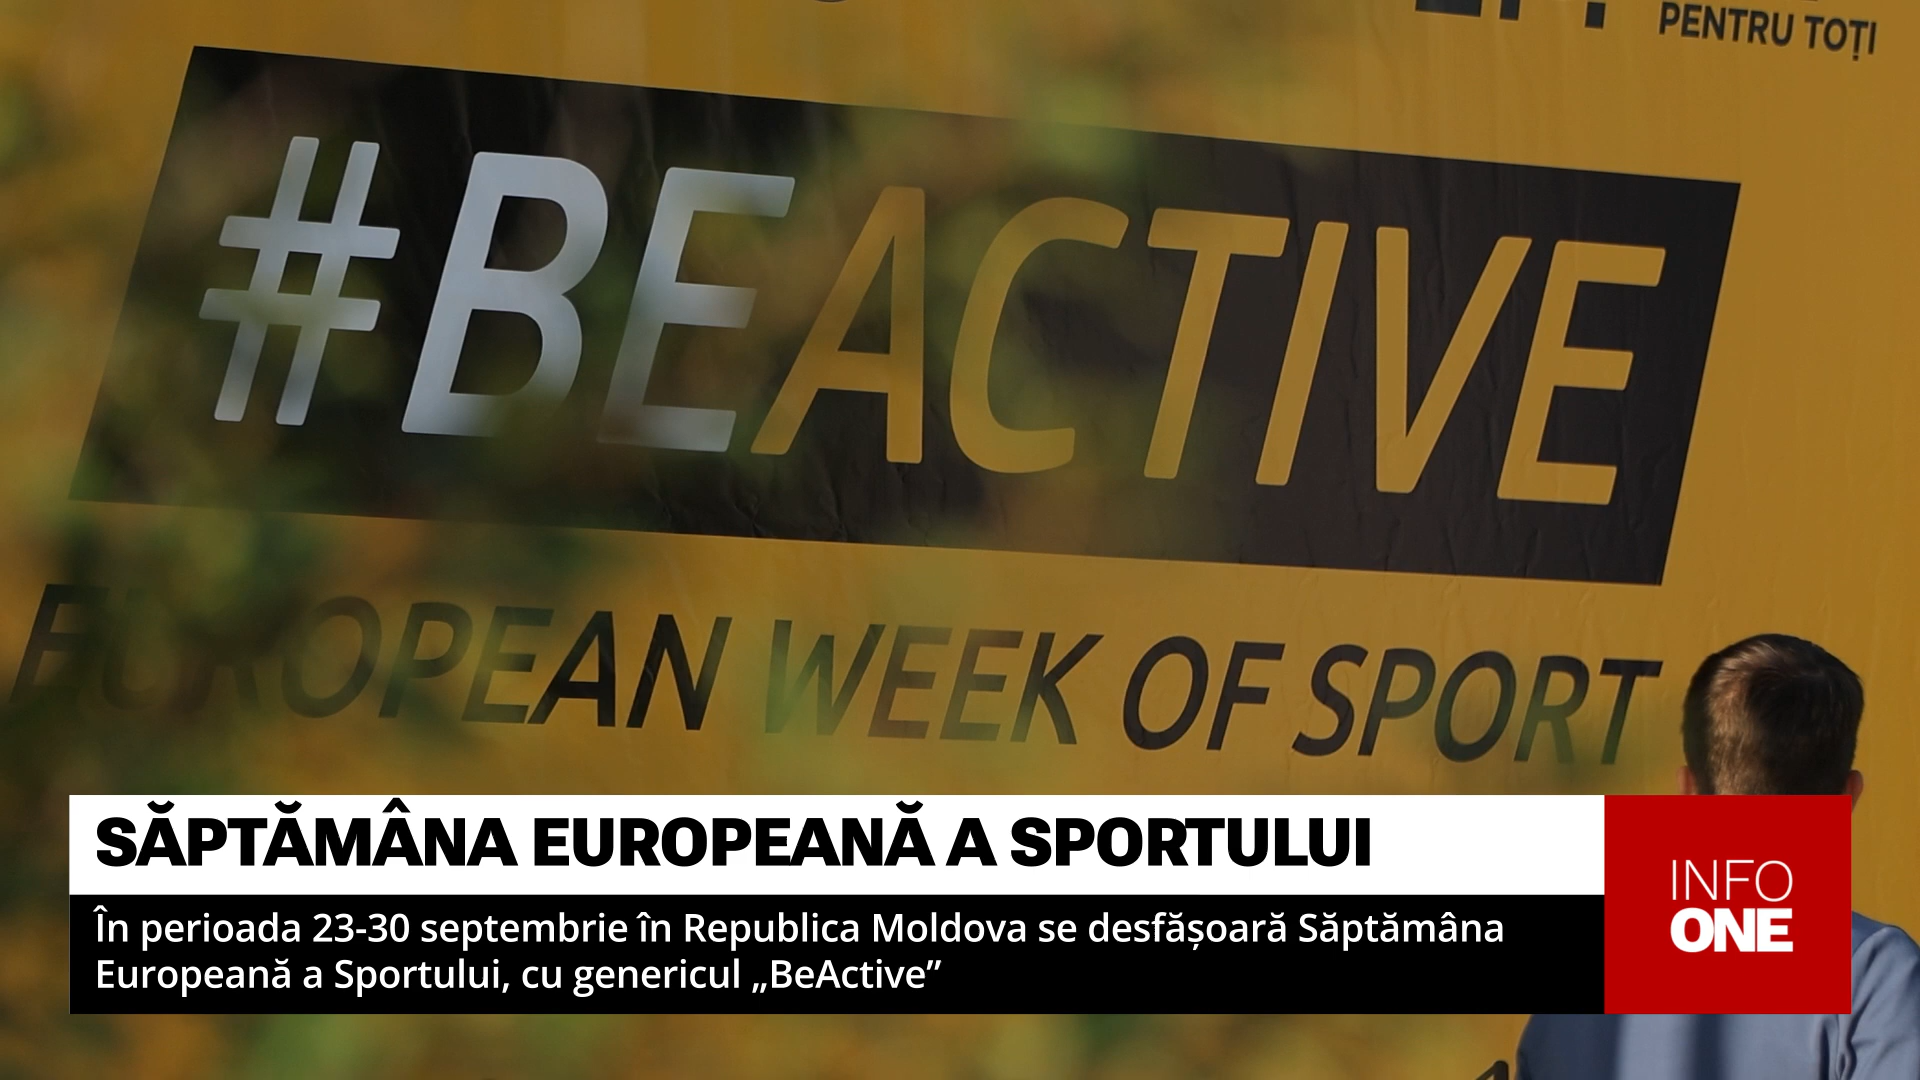 PENTRU TOȚI
#BEACTIVE
EUROPEAN WEEK OF SPORT
SĂPTĂMÂNA EUROPEANĂ A SPORTULUI
În perioada 23-30 septembrie în Republica Moldova se desfășoară Săptămâna
Europeană a Sportului, cu genericul „BeActive”
INFO
ONE